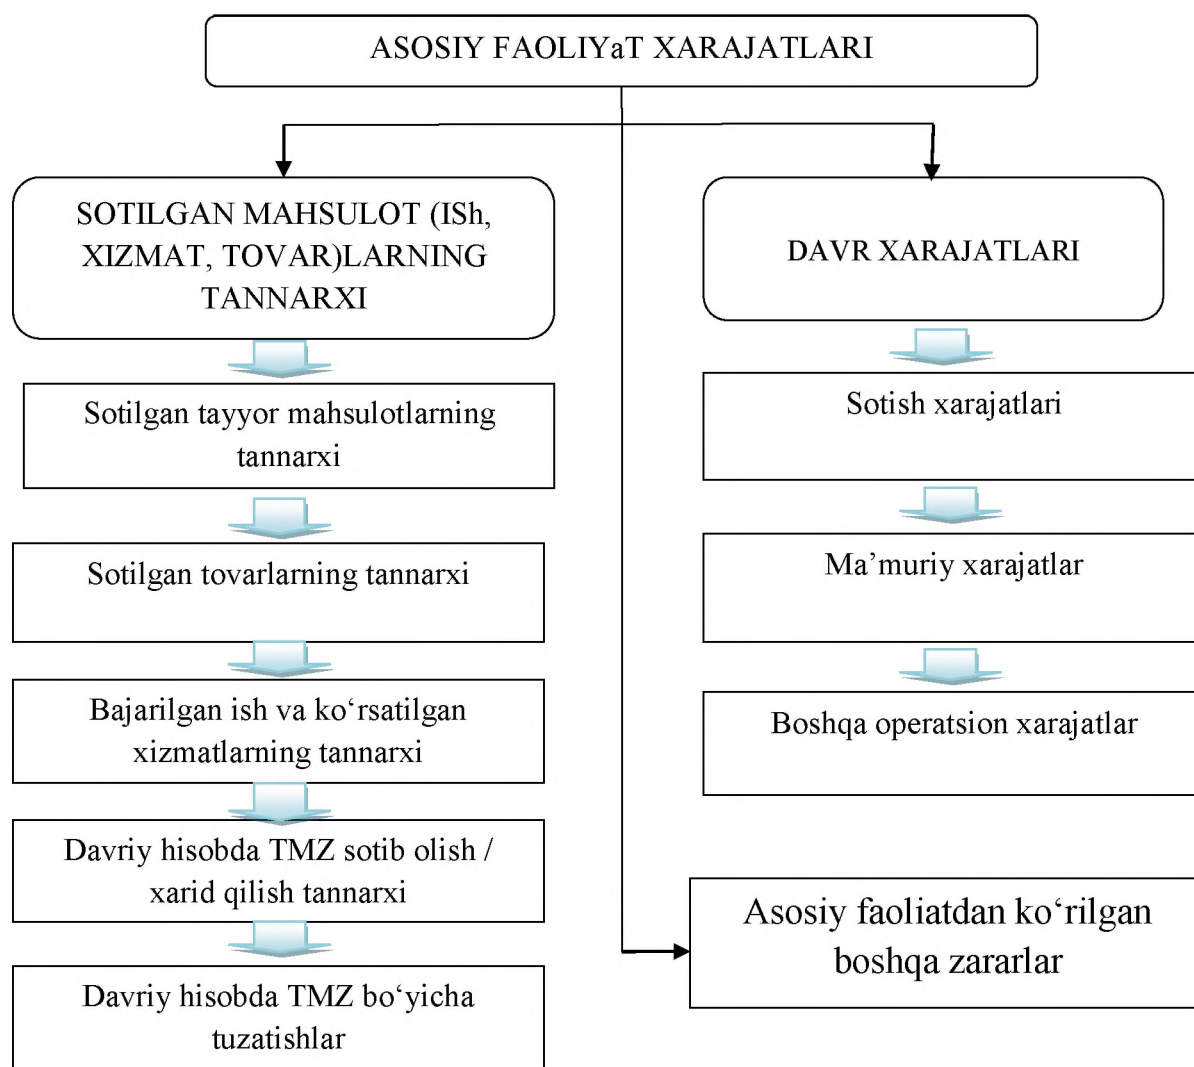 ASOSIY FAOLIYaT XARAJATLARI
SOTILGAN MAHSULOT (ISh,
XIZMAT, TOVAR)LARNING
TANNARXI
Sotilgan tayyor mahsulotlarning
tannarxi
Sotilgan tovarlarning tannarxi
Bajarilgan ish va ko‘rsatilgan
xizmatlarning tannarxi
Davriy hisobda TMZ sotib olish /
xarid qilish tannarxi
Davriy hisobda TMZ bo‘yicha
tuzatishlar
DAVR XARAJATLARI
Sotish xarajatlari
Ma’muriy xarajatlar
Boshqa operatsion xarajatlar
Asosiy faoliatdan ko‘rilgan
boshqa zararlar